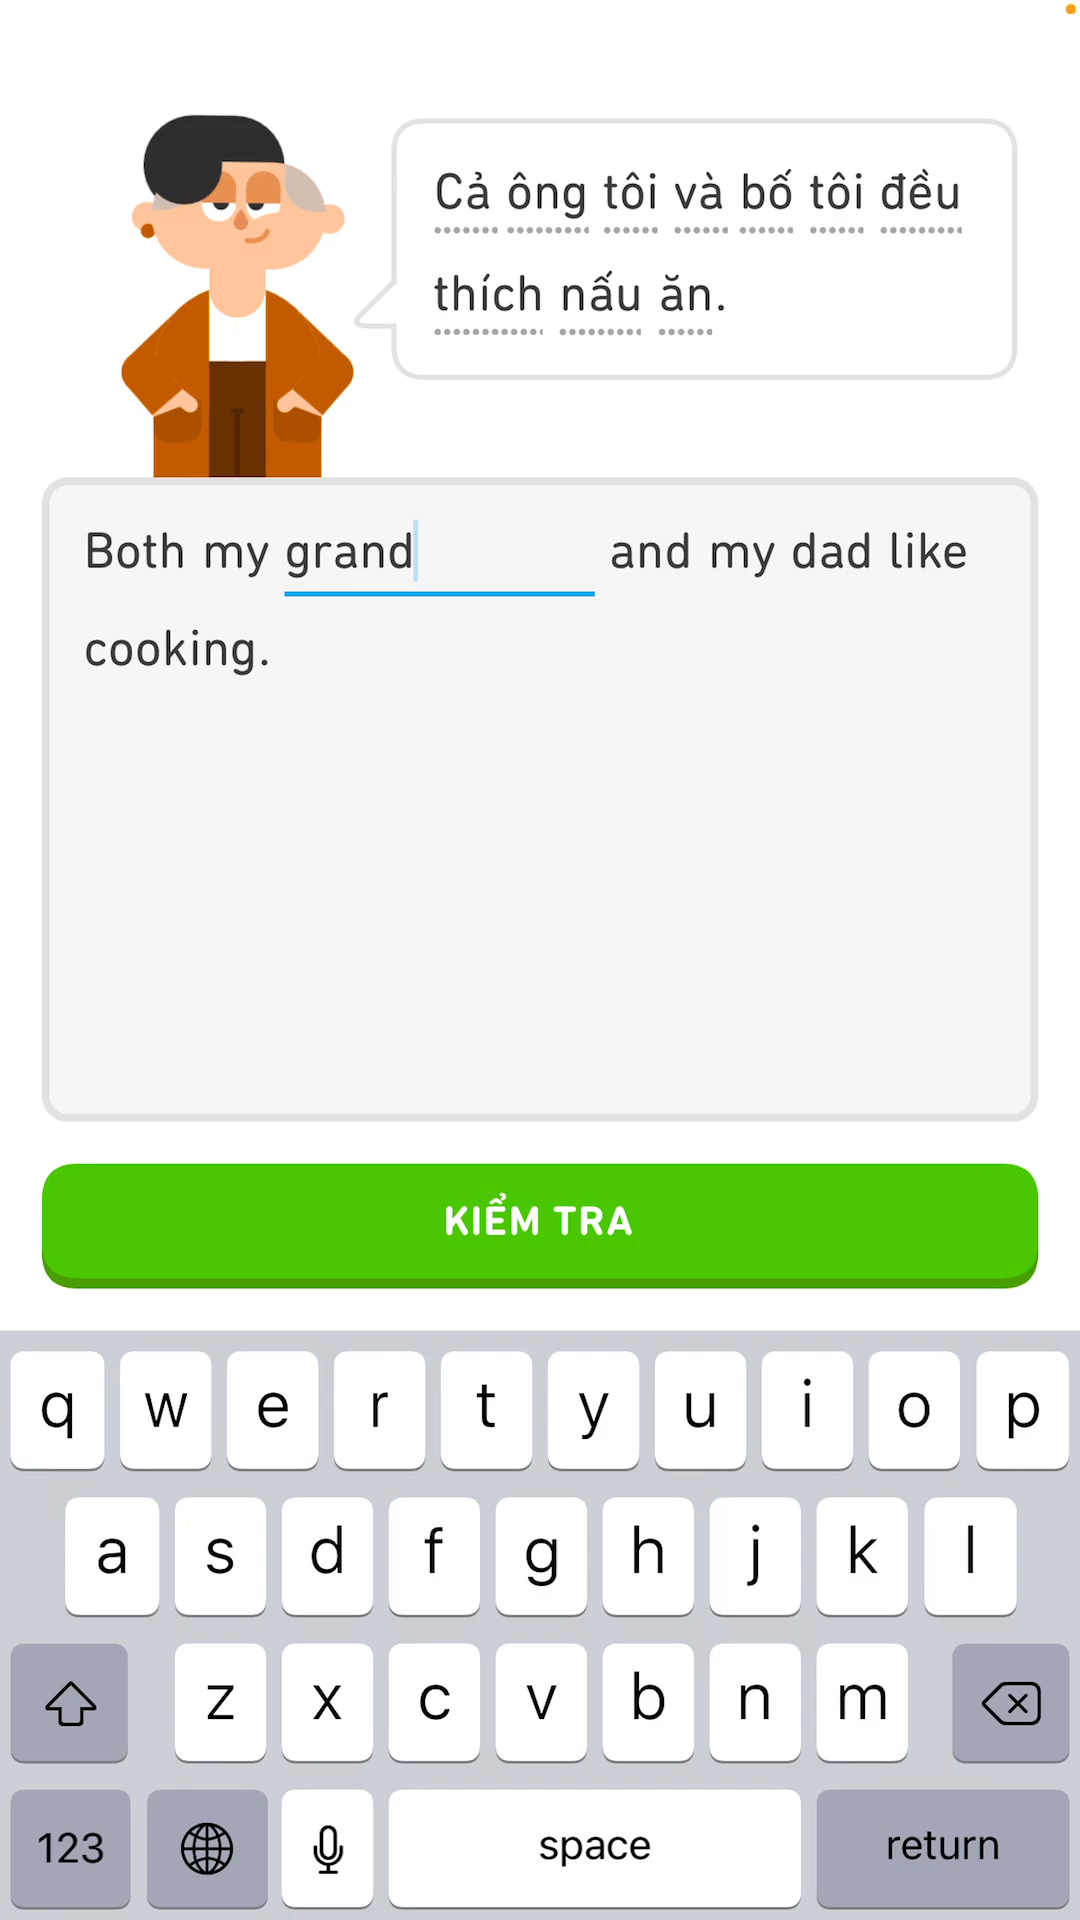 Cả ông tôi và bố tôi đều
thích nấu ăn.
Both my grand and my dad like
cooking.
KIỂM TRA
q w e r t y u i o p
a s d f g h j k l
z x c v b n m
123 space return